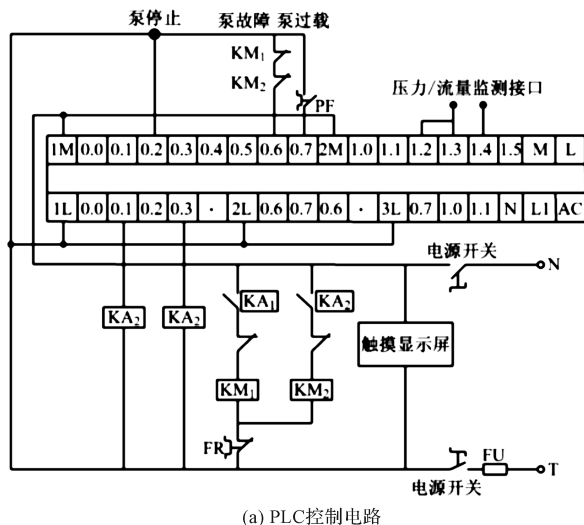 泵停止 泵故障 泵过载
KM₁
KM₂
PF
压力/流量监测接口
1M 0.0 0.1 0.2 0.3 0.4 0.5 0.6 0.7 2M 1.0 1.1 1.2 1.3 1.4 1.5 M L
1L 0.0 0.1 0.2 0.3 · 2L 0.6 0.7 0.6 · 3L 0.7 1.0 1.1 N L1 AC
电源开关
N
KA₁ KA₂
KA₂ KA₂
触摸显示屏
KM₁ KM₂
FR
FU
T
电源开关
(a) PLC控制电路